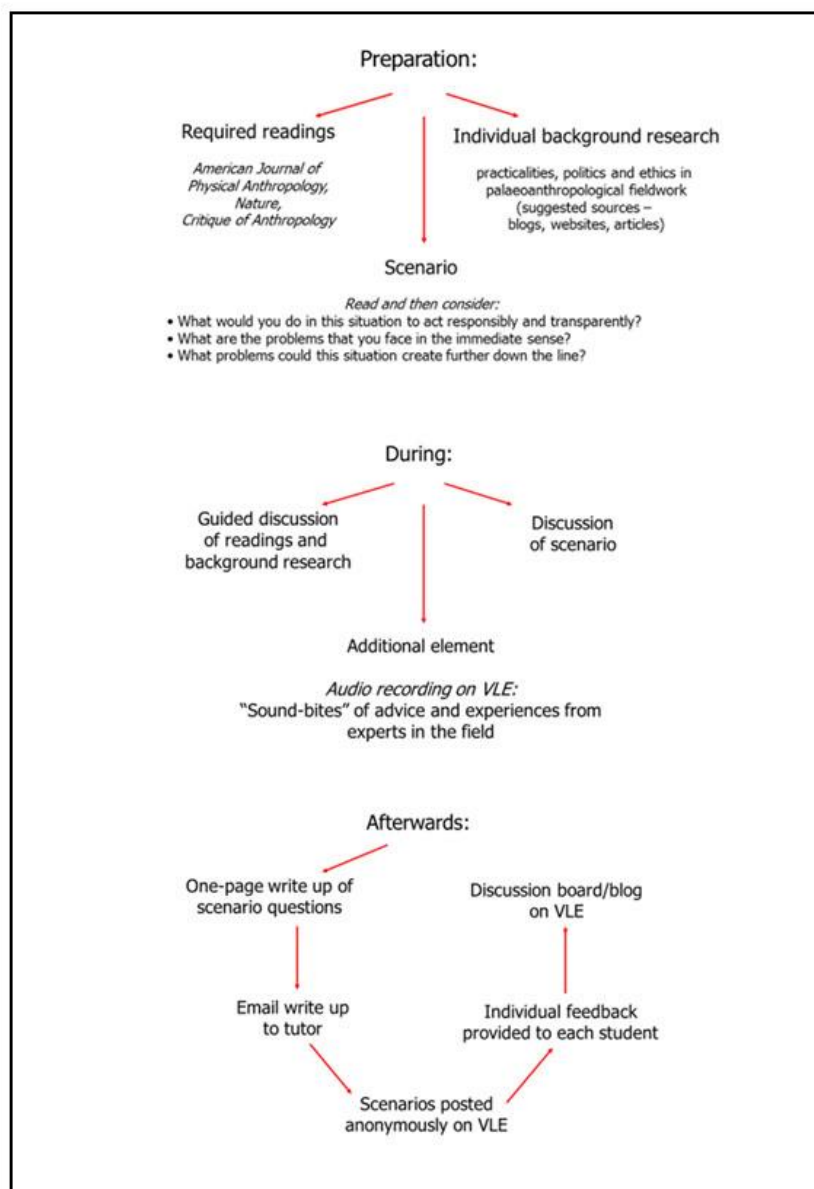 Preparation:
Required readings
American Journal of
Physical Anthropology,
Nature,
Critique of Anthropology
Individual background research
practicalities, politics and ethics in
palaeoanthropological fieldwork
(suggested sources –
blogs, websites, articles)
Scenario
Read and then consider:
• What would you do in this situation to act responsibly and transparently?
• What are the problems that you face in the immediate sense?
• What problems could this situation create further down the line?
During:
Guided discussion
of readings and
background research
Discussion
of scenario
Additional element
Audio recording on VLE:
“Sound-bites” of advice and experiences from
experts in the field
Afterwards:
One-page write up of
scenario questions
Email write up
to tutor
Scenarios posted
anonymously on VLE
Individual feedback
provided to each student
Discussion board/blog
on VLE